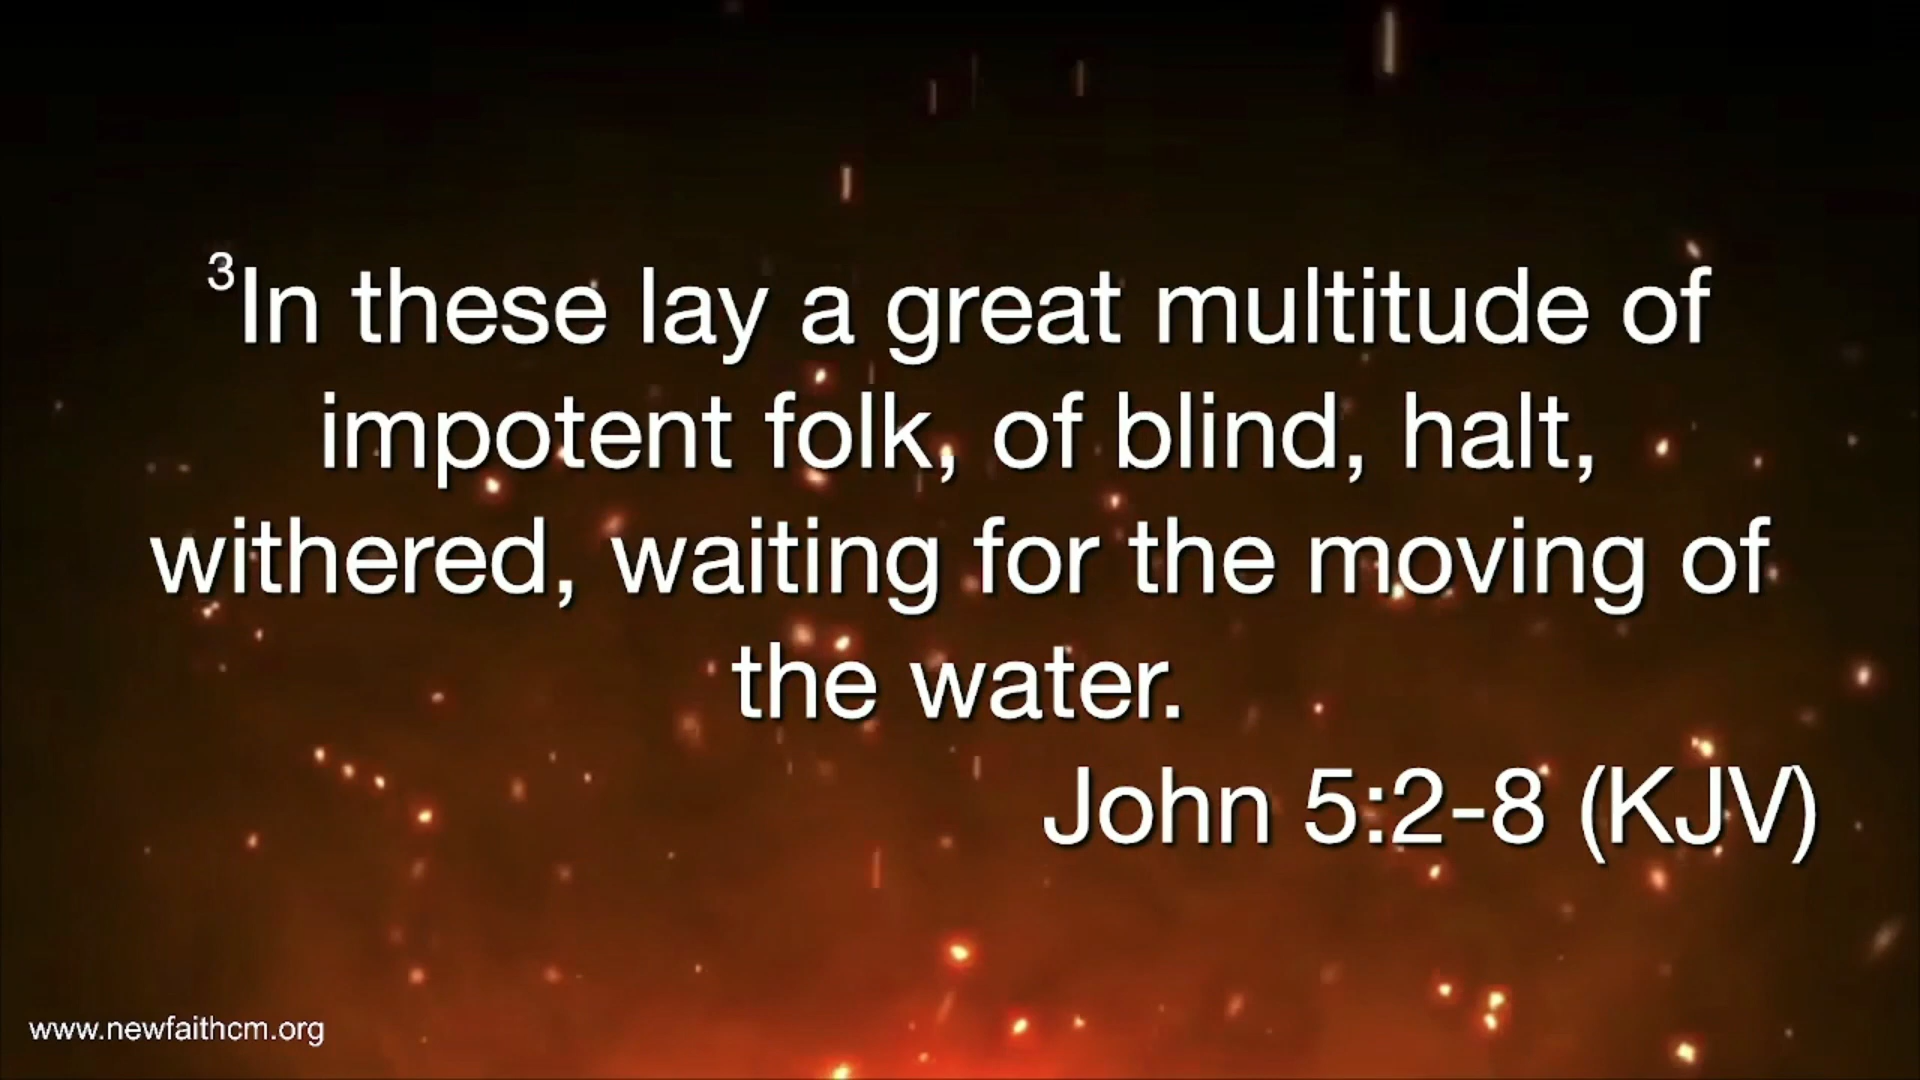 3In these lay a great multitude of
impotent folk, of blind, halt,
withered, waiting for the moving of
the water.
John 5:2-8 (KJV)
www.newfaithcm.org